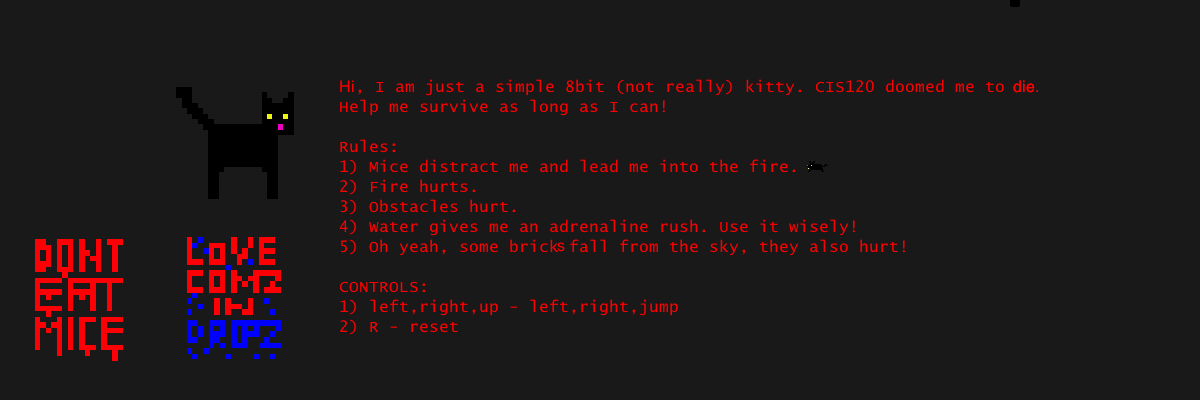 Hi, I am just a simple 8bit (not really) kitty. CIS120 doomed me to die.
Help me survive as long as I can!
Rules:
1) Mice distract me and lead me into the fire.
2) Fire hurts.
3) Obstacles hurt.
4) Water gives me an adrenaline rush. Use it wisely!
5) Oh yeah, some bricks fall from the sky, they also hurt!
CONTROLS:
1) left,right,up - left,right,jump
2) R - reset
DONT
EAT
MICE
LOVE
COMZ
IN
DROPZ